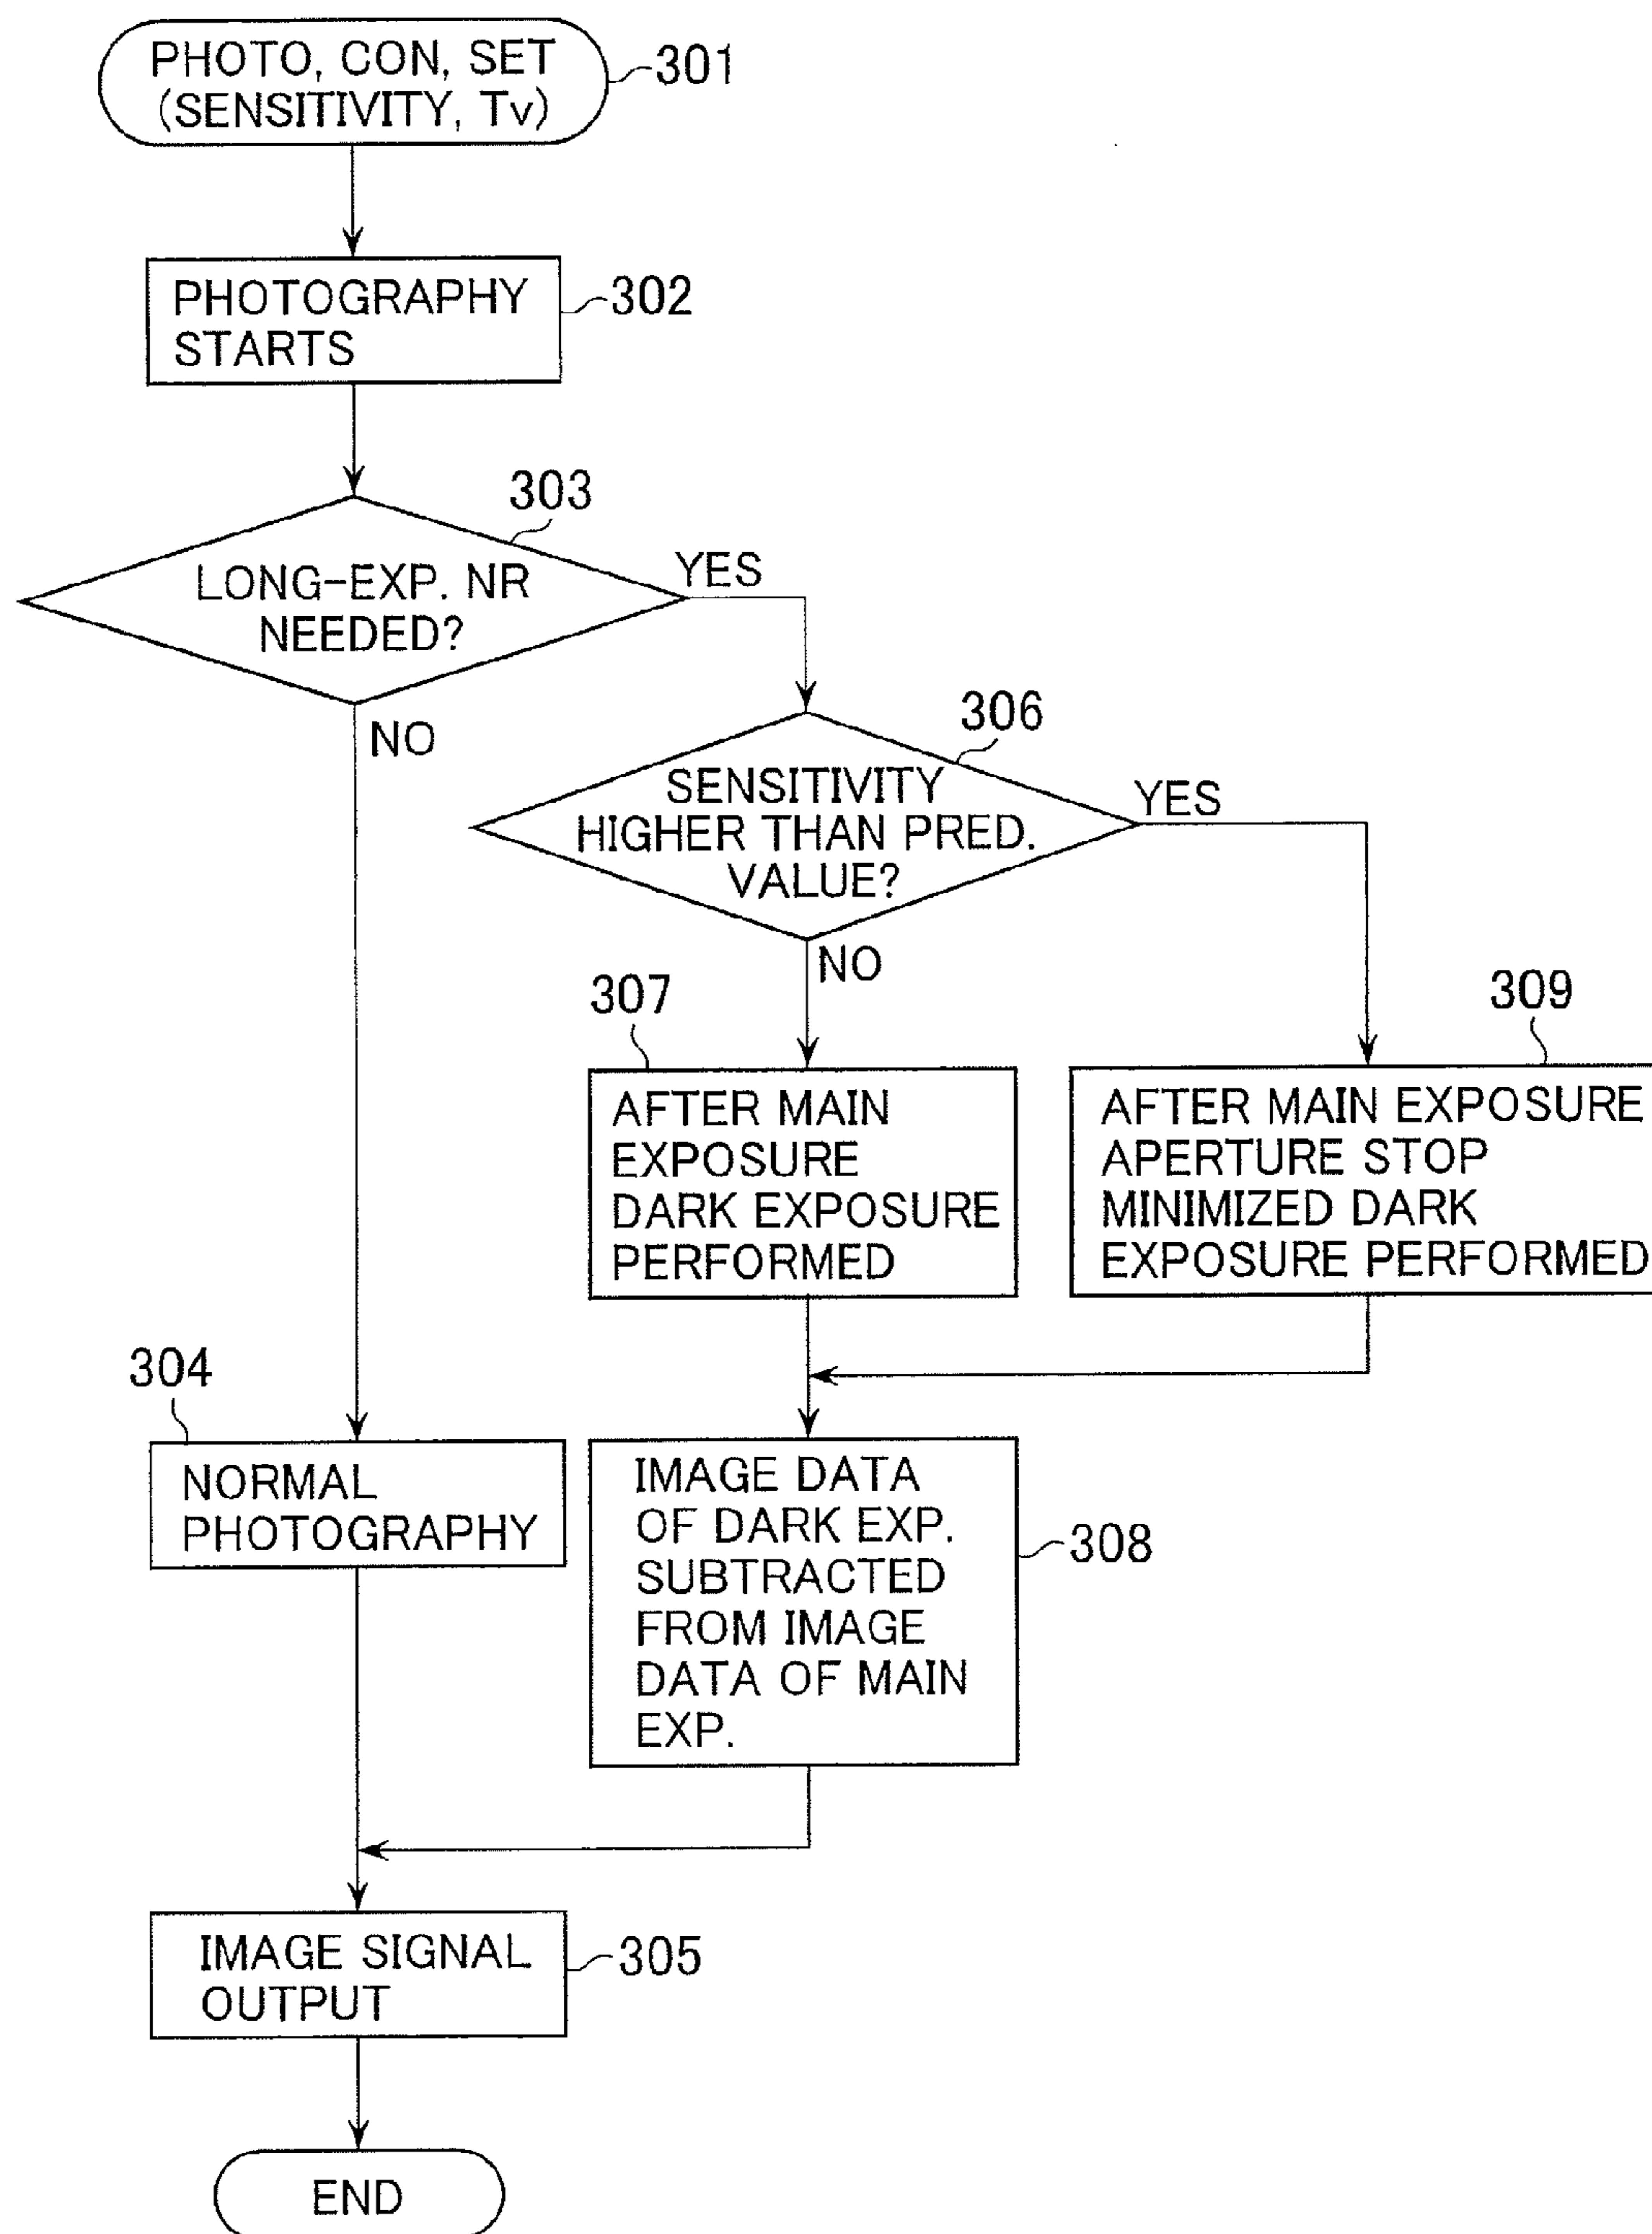 PHOTO, CON, SET
(SENSITIVITY, Tv)
301
PHOTOGRAPHY
STARTS
302
303
LONG-EXP. NR
NEEDED?
YES
NO
306
SENSITIVITY
HIGHER THAN PRED.
VALUE?
YES
NO
307
AFTER MAIN
EXPOSURE
DARK EXPOSURE
PERFORMED
309
AFTER MAIN EXPOSURE
APERTURE STOP
MINIMIZED DARK
EXPOSURE PERFORMED
304
NORMAL
PHOTOGRAPHY
IMAGE DATA
OF DARK EXP.
SUBTRACTED
FROM IMAGE
DATA OF MAIN
EXP.
308
IMAGE SIGNAL
OUTPUT
305
END